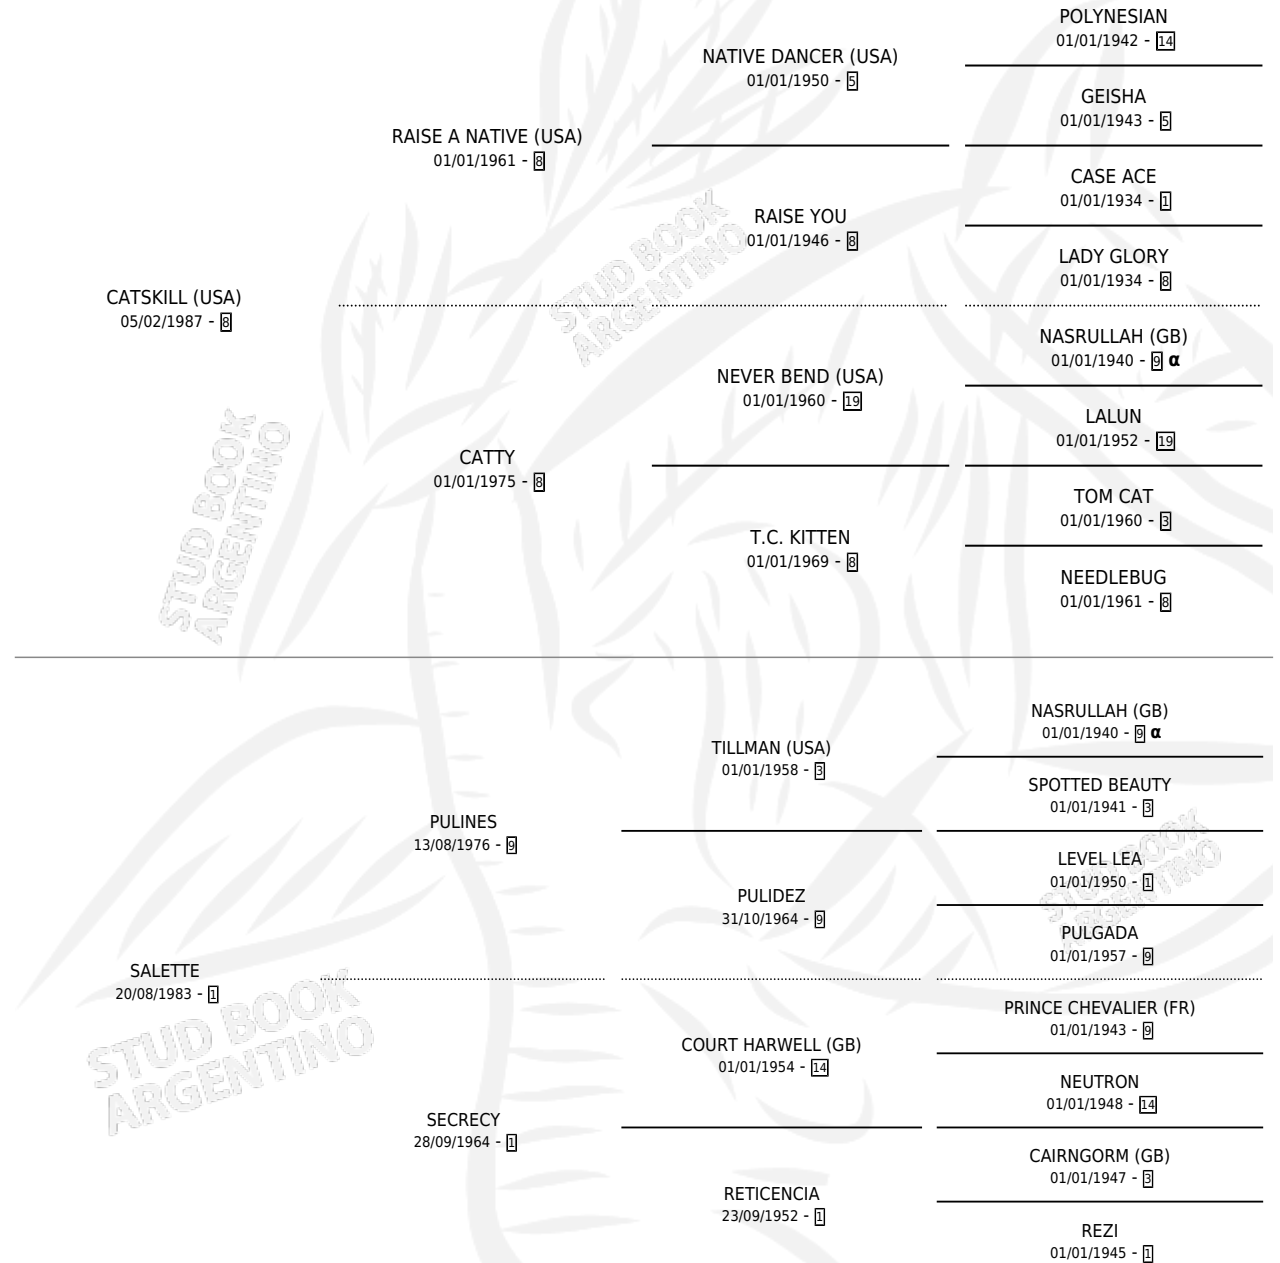 POLYNESIAN
01/01/1942 - 14
NATIVE DANCER (USA)
01/01/1950 - 5
GEISHA
01/01/1943 - 5
RAISE A NATIVE (USA)
01/01/1961 - 8
CASE ACE
01/01/1934 - 1
RAISE YOU
01/01/1946 - 8
LADY GLORY
01/01/1934 - 8
CATSKILL (USA)
05/02/1987 - 8
NASRULLAH (GB)
01/01/1940 - 9 α
NEVER BEND (USA)
01/01/1960 - 19
LALUN
01/01/1952 - 19
CATTY
01/01/1975 - 8
TOM CAT
01/01/1960 - 3
T.C. KITTEN
01/01/1969 - 8
NEEDLEBUG
01/01/1961 - 8
NASRULLAH (GB)
01/01/1940 - 9 α
TILLMAN (USA)
01/01/1958 - 3
SPOTTED BEAUTY
01/01/1941 - 3
PULINES
13/08/1976 - 9
LEVEL LEA
01/01/1950 - 1
PULIDEZ
31/10/1964 - 9
PULGADA
01/01/1957 - 9
SALETTE
20/08/1983 - 1
PRINCE CHEVALIER (FR)
01/01/1943 - 9
COURT HARWELL (GB)
01/01/1954 - 14
NEUTRON
01/01/1948 - 14
SECRECY
28/09/1964 - 1
CAIRNGORM (GB)
01/01/1947 - 3
RETICENCIA
23/09/1952 - 1
REZI
01/01/1945 - 1
STUD BOOK
ARGENTINO
STUD BOOK
ARGENTINO
STUD BOOK
ARGENTINO
STUD BOOK
ARGENTINO